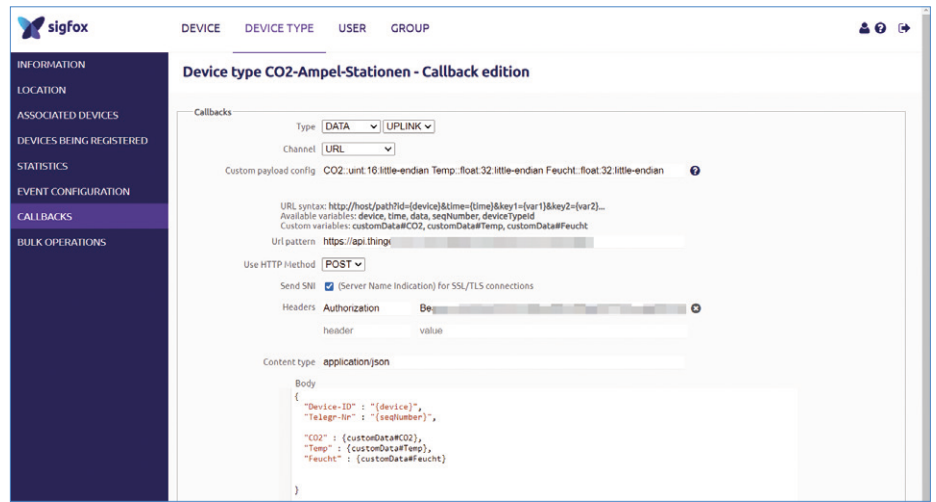 sigfox
DEVICE DEVICE TYPE USER GROUP
INFORMATION
LOCATION
ASSOCIATED DEVICES
DEVICES BEING REGISTERED
STATISTICS
EVENT CONFIGURATION
CALLBACKS
BULK OPERATIONS
Device type CO2-Ampel-Stationen - Callback edition
Callbacks
Type DATA UPLINK
Channel URL
Custom payload config CO2::uint:16:little-endian Temp::float:32:little-endian Feucht::float:32:little-endian
URL syntax: http://host/path?id={device}&time={time}&key1={var1}&key2={var2}...
Available variables: device, time, data, seqNumber, deviceTypeId
Custom variables: customData#CO2, customData#Temp, customData#Feucht
Url pattern https://api.thing
Use HTTP Method POST
Send SNI (Server Name Indication) for SSL/TLS connections
Headers Authorization Be
header value
Content type application/json
Body
{
"Device-ID" : "{device}",
"Telegr-Nr" : "{seqNumber}",
"CO2" : {customData#CO2},
"Temp" : {customData#Temp},
"Feucht" : {customData#Feucht}
}